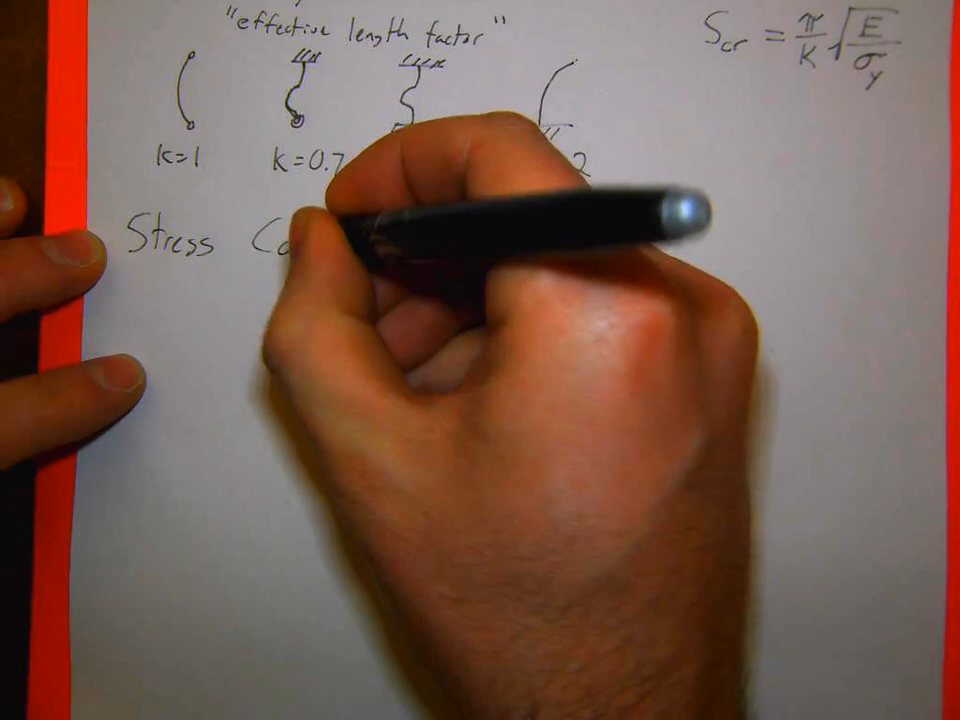 "effective length factor"
S_cr = π/K √(E/σ_y)
K=1 K=0.7 2
Stress